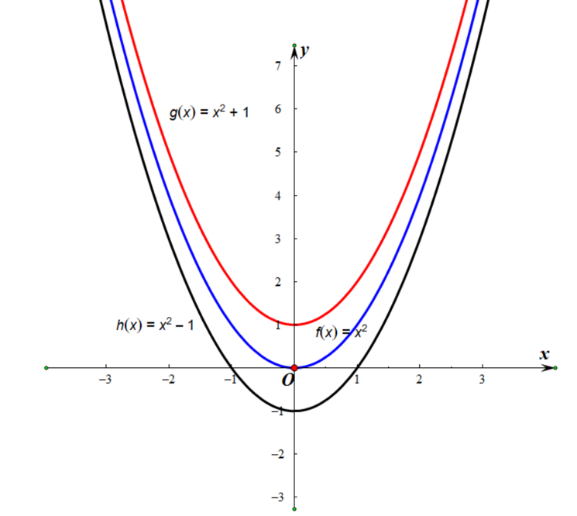 y
7
g(x) = x² + 1
6
5
4
3
2
h(x) = x² − 1
1
f(x) = x²
x
O
−3
−2
−1
1
2
3
−1
−2
−3